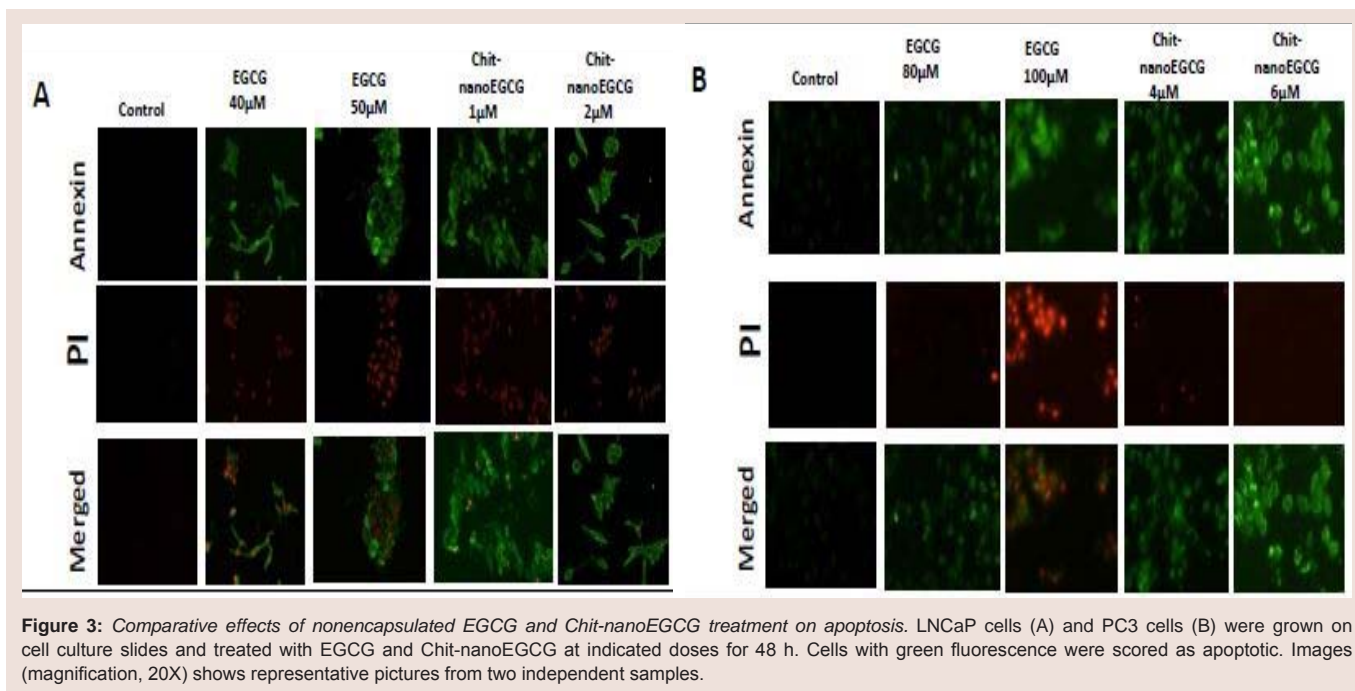 A
Control
EGCG
40µM
EGCG
50µM
Chit-
nanoEGCG
1µM
Chit-
nanoEGCG
2µM
Annexin
PI
Merged
B
Control
EGCG
80µM
EGCG
100µM
Chit-
nanoEGCG
4µM
Chit-
nanoEGCG
6µM
Annexin
PI
Merged
Figure 3: Comparative effects of nonencapsulated EGCG and Chit-nanoEGCG treatment on apoptosis. LNCaP cells (A) and PC3 cells (B) were grown on
cell culture slides and treated with EGCG and Chit-nanoEGCG at indicated doses for 48 h. Cells with green fluorescence were scored as apoptotic. Images
(magnification, 20X) shows representative pictures from two independent samples.